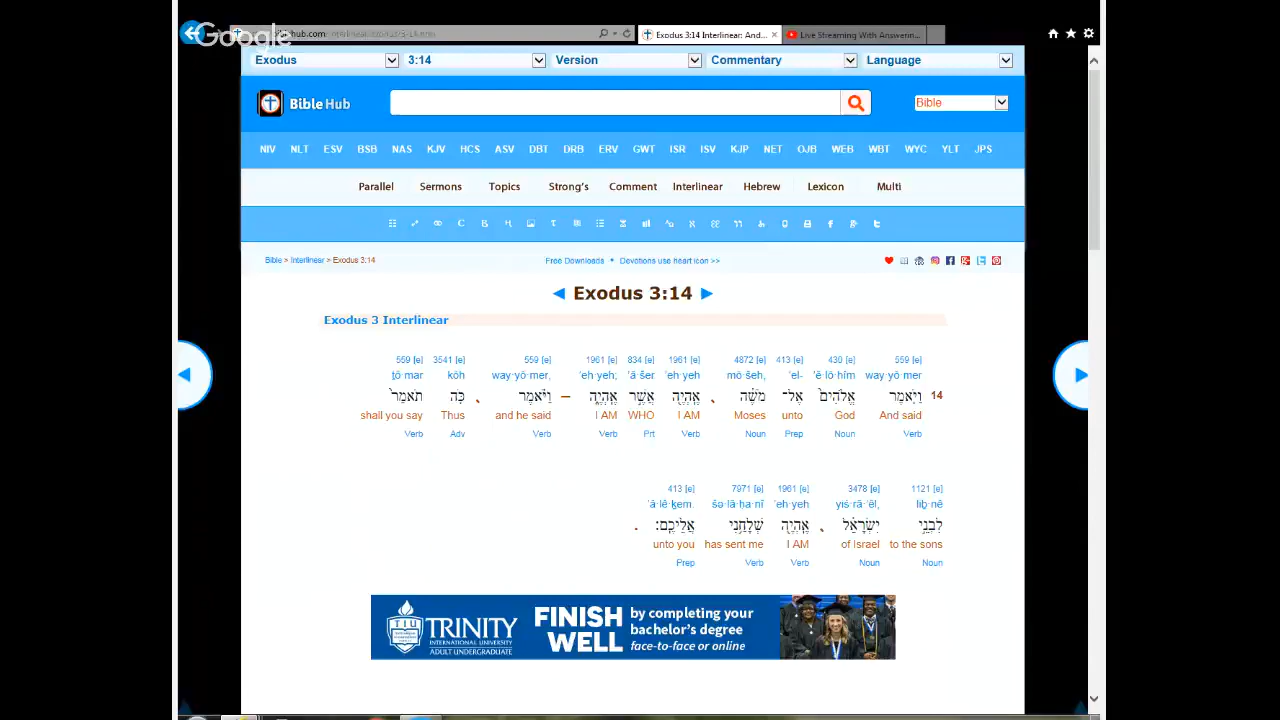 Google
hub.com
Exodus 3:14 Interlinear: And...
Live Streaming With Answerin...
Exodus 3:14 Version Commentary Language
Bible Hub
Bible
NIV NLT ESV BSB NAS KJV HCS ASV DBT DRB ERV GWT ISR ISV KJP NET OJB WEB WBT WYC YLT JPS
Parallel Sermons Topics Strong's Comment Interlinear Hebrew Lexicon Multi
Bible > Interlinear > Exodus 3:14
Free Downloads • Devotions use heart icon >>
◄ Exodus 3:14 ►
Exodus 3 Interlinear
559 [e] 3541 [e] 559 [e] 1961 [e] 834 [e] 1961 [e] 4872 [e] 413 [e] 430 [e] 559 [e]
ṯō·mar kōh way·yō·mer, 'eh·yeh; 'ă·šer 'eh·yeh mō·šeh, 'el- 'ĕ·lō·hîm way·yō·mer
14 וַיֹּ֤אמֶר אֱלֹהִים֙ אֶל־ מֹשֶׁ֔ה 、 אֶֽהְיֶ֖ה אֲשֶׁ֣ר אֶֽהְיֶ֑ה – וַיֹּ֗אמֶר 、 כֹּ֤ה תֹאמַר֙
shall you say Thus and he said I AM WHO I AM Moses unto God And said
Verb Adv Verb Verb Prt Verb Noun Prep Noun Verb
413 [e] 7971 [e] 1961 [e] 3478 [e] 1121 [e]
'ă·lê·ḵem. šə·lā·ḥa·nî 'eh·yeh yiś·rā·'êl, liḇ·nê
לִבְנֵ֣י יִשְׂרָאֵ֔ל 、 אֶֽהְיֶ֖ה שְׁלָחַ֥נִי אֲלֵיכֶֽם׃ .
unto you has sent me I AM of Israel to the sons
Prep Verb Verb Noun Noun
TIU
TRINITY
INTERNATIONAL UNIVERSITY
ADULT UNDERGRADUATE
FINISH
WELL
by completing your
bachelor's degree
face-to-face or online